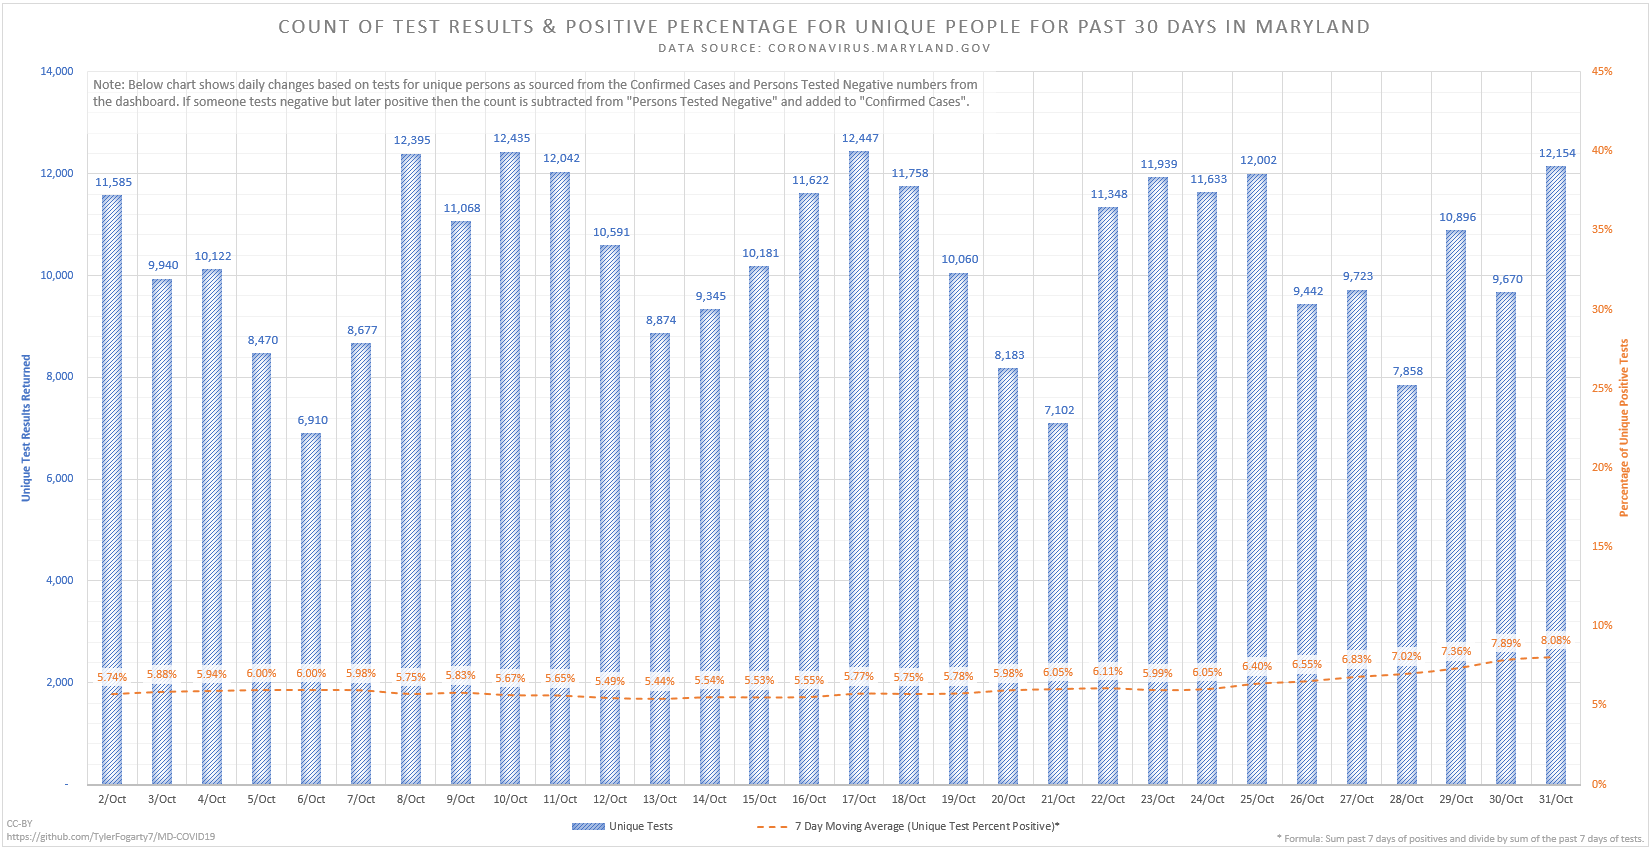 COUNT OF TEST RESULTS & POSITIVE PERCENTAGE FOR UNIQUE PEOPLE FOR PAST 30 DAYS IN MARYLAND
DATA SOURCE: CORONAVIRUS.MARYLAND.GOV
Note: Below chart shows daily changes based on tests for unique persons as sourced from the Confirmed Cases and Persons Tested Negative numbers from
the dashboard. If someone tests negative but later positive then the count is subtracted from "Persons Tested Negative" and added to "Confirmed Cases".
Unique Test Results Returned
14,000
12,000
10,000
8,000
6,000
4,000
2,000
-
11,585 9,940 10,122 8,470 6,910 8,677 12,395 11,068 12,435 12,042 10,591 8,874 9,345 10,181 11,622 12,447 11,758 10,060 8,183 7,102 11,348 11,939 11,633 12,002 9,442 9,723 7,858 10,896 9,670 12,154
5.74% 5.88% 5.94% 6.00% 6.00% 5.98% 5.75% 5.83% 5.67% 5.65% 5.49% 5.44% 5.54% 5.53% 5.55% 5.77% 5.75% 5.78% 5.98% 6.05% 6.11% 5.99% 6.05% 6.40% 6.55% 6.83% 7.02% 7.36% 7.89% 8.08%
45%
40%
35%
30%
25%
20%
15%
10%
5%
0%
Percentage of Unique Positive Tests
2/Oct 3/Oct 4/Oct 5/Oct 6/Oct 7/Oct 8/Oct 9/Oct 10/Oct 11/Oct 12/Oct 13/Oct 14/Oct 15/Oct 16/Oct 17/Oct 18/Oct 19/Oct 20/Oct 21/Oct 22/Oct 23/Oct 24/Oct 25/Oct 26/Oct 27/Oct 28/Oct 29/Oct 30/Oct 31/Oct
Unique Tests 7 Day Moving Average (Unique Test Percent Positive)*
CC-BY
https://github.com/TylerFogarty7/MD-COVID19
* Formula: Sum past 7 days of positives and divide by sum of the past 7 days of tests.